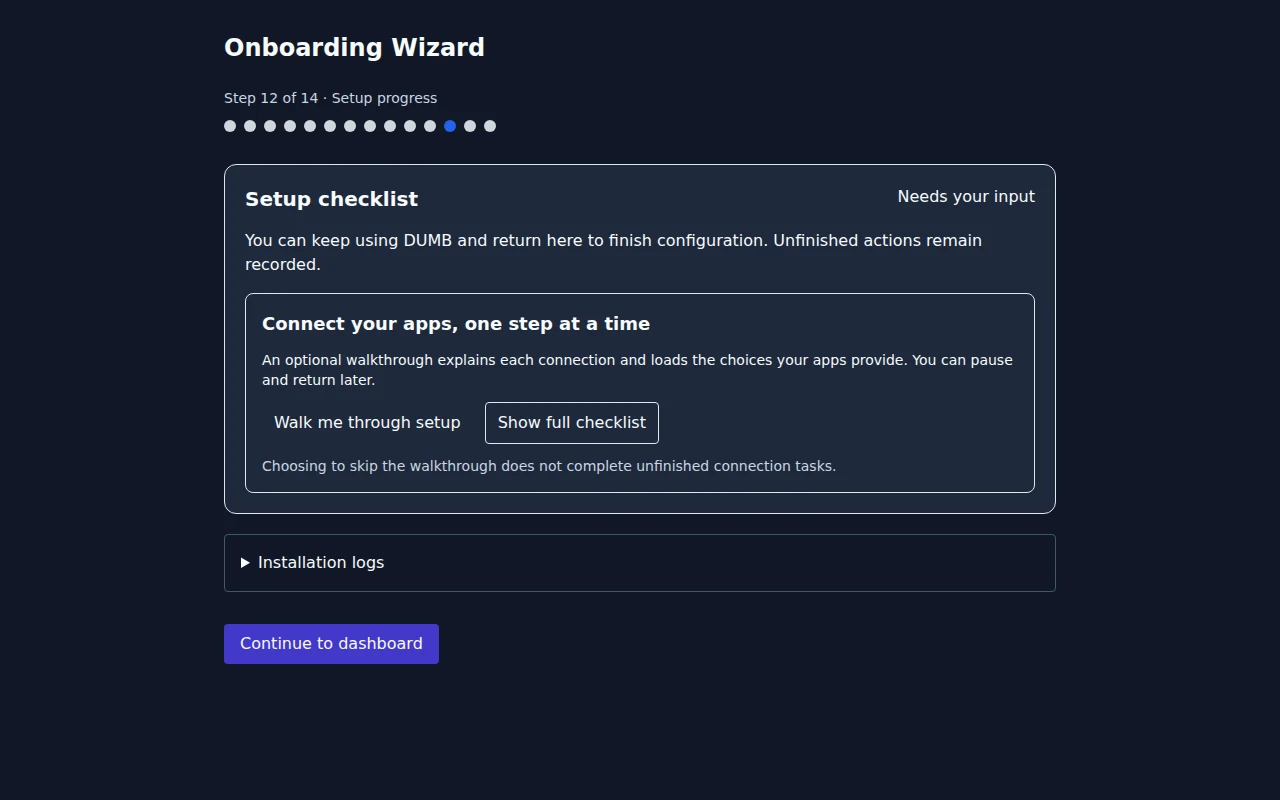 Onboarding Wizard
Step 12 of 14 · Setup progress
Setup checklist
Needs your input
You can keep using DUMB and return here to finish configuration. Unfinished actions remain
recorded.
Connect your apps, one step at a time
An optional walkthrough explains each connection and loads the choices your apps provide. You can pause
and return later.
Walk me through setup
Show full checklist
Choosing to skip the walkthrough does not complete unfinished connection tasks.
Installation logs
Continue to dashboard